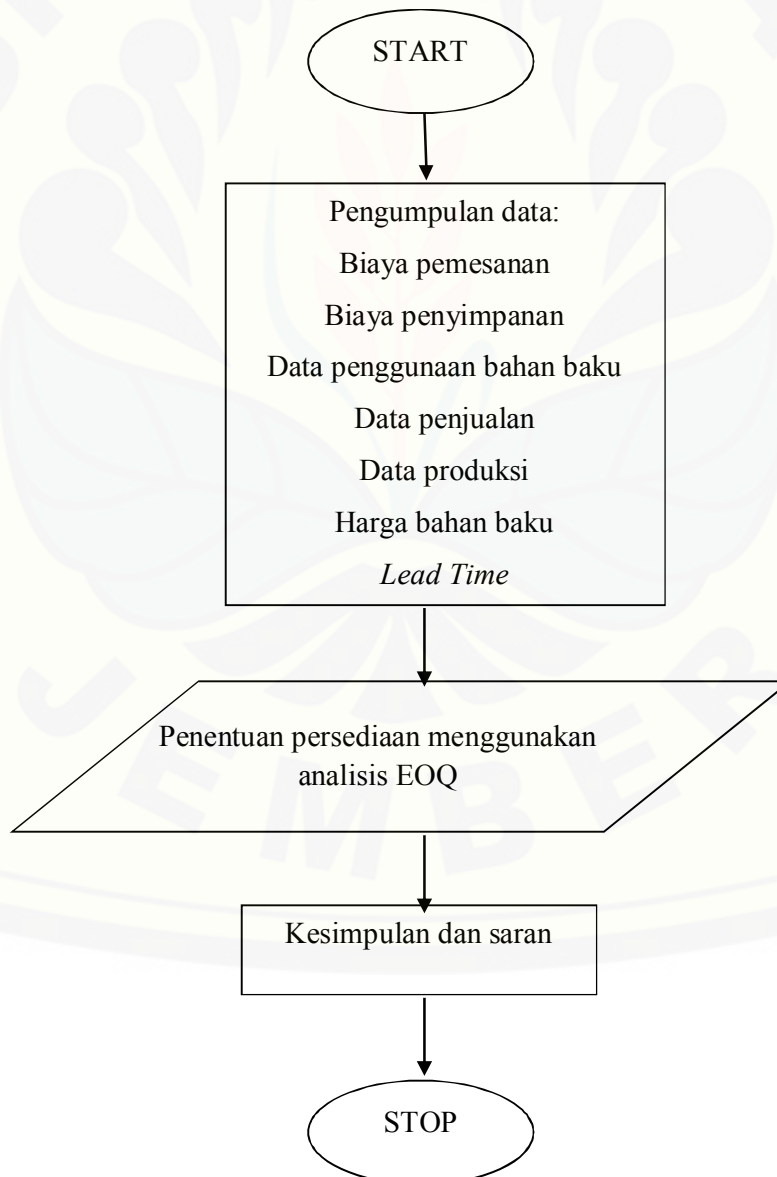 START
Pengumpulan data:
Biaya pemesanan
Biaya penyimpanan
Data penggunaan bahan baku
Data penjualan
Data produksi
Harga bahan baku
Lead Time
Penentuan persediaan menggunakan
analisis EOQ
JEMBER
Kesimpulan dan saran
STOP